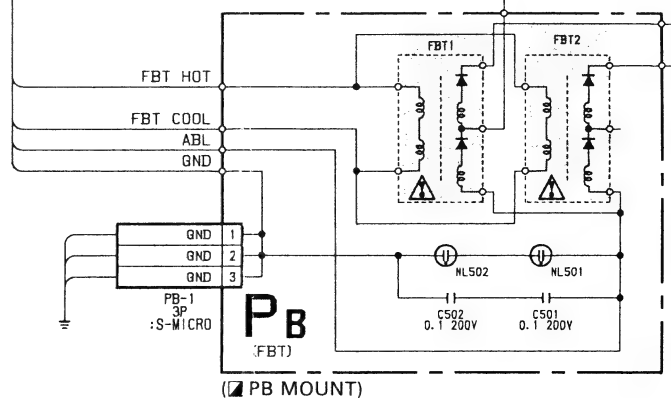 FBT1
FBT2
FBT HOT
FBT COOL
ABL
GND
GND 1
GND 2
GND 3
PB-1
3P
:S-MICRO
PB
(FBT)
NL502
NL501
C502
0.1 200V
C501
0.1 200V
(PB MOUNT)